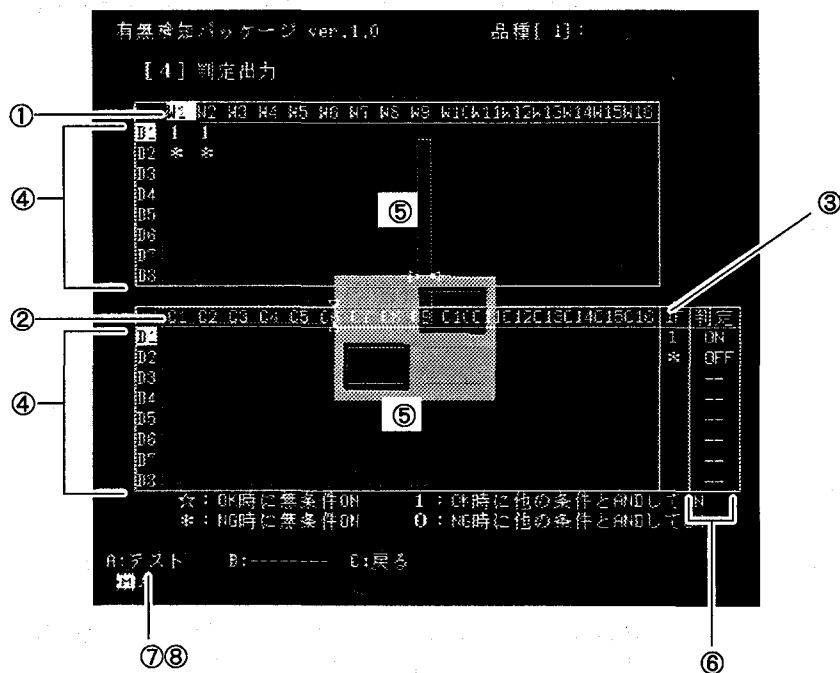 有無検知パッケージ ver.1.0 品種[ 1]:
[4] 判定出力
① W1 W2 W3 W4 W5 W6 W7 W8 W9 W10W11W12W13W14W15W16
D1 1 1
D2 * *
D3
④ D4 ⑤ ③
D5
D6
D7
D8
② C1 C2 C3 C4 C5 C6 C7 C8 C9 C10C11C12C13C14C15C16 判定
D1 1 ON
D2 * OFF
D3 --
④ D4 --
D5 ⑤ --
D6 --
D7 --
D8 --
☆:OK時に無条件ON 1:OK時に他の条件とANDして N
*:NG時に無条件ON 0:NG時に他の条件とANDして
A:テスト B:-------- C:戻る
⑦⑧ ⑥